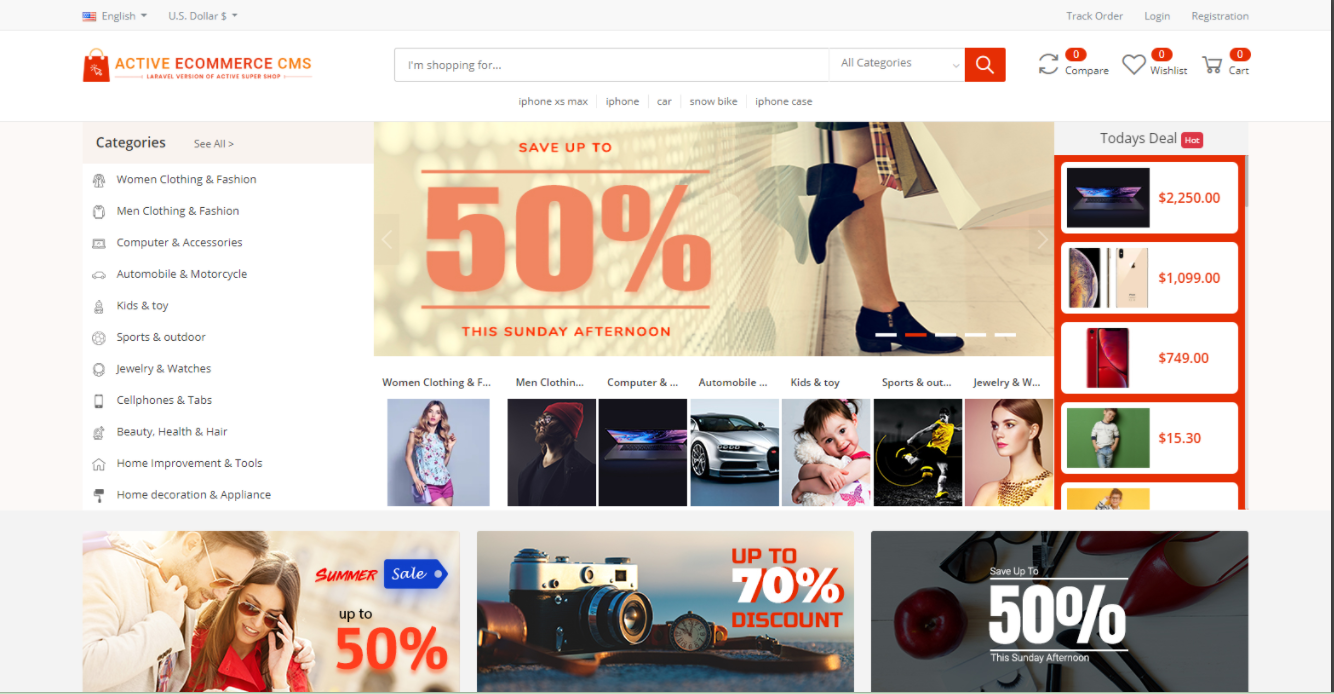 English
U.S. Dollar $
Track Order
Login
Registration
ACTIVE ECOMMERCE CMS
LARAVEL VERSION OF ACTIVE SUPER SHOP
I'm shopping for...
All Categories
0
Compare
0
Wishlist
0
Cart
iphone xs max
iphone
car
snow bike
iphone case
Categories
See All >
Women Clothing & Fashion
Men Clothing & Fashion
Computer & Accessories
Automobile & Motorcycle
Kids & toy
Sports & outdoor
Jewelry & Watches
Cellphones & Tabs
Beauty, Health & Hair
Home Improvement & Tools
Home decoration & Appliance
SAVE UP TO
50%
THIS SUNDAY AFTERNOON
Women Clothing & F...
Men Clothin...
Computer & ...
Automobile ...
Kids & toy
Sports & out...
Jewelry & W...
Todays Deal Hot
$2,250.00
$1,099.00
$749.00
$15.30
SUMMER Sale
up to
50%
UP TO
70%
DISCOUNT
Save Up To
50%
This Sunday Afternoon